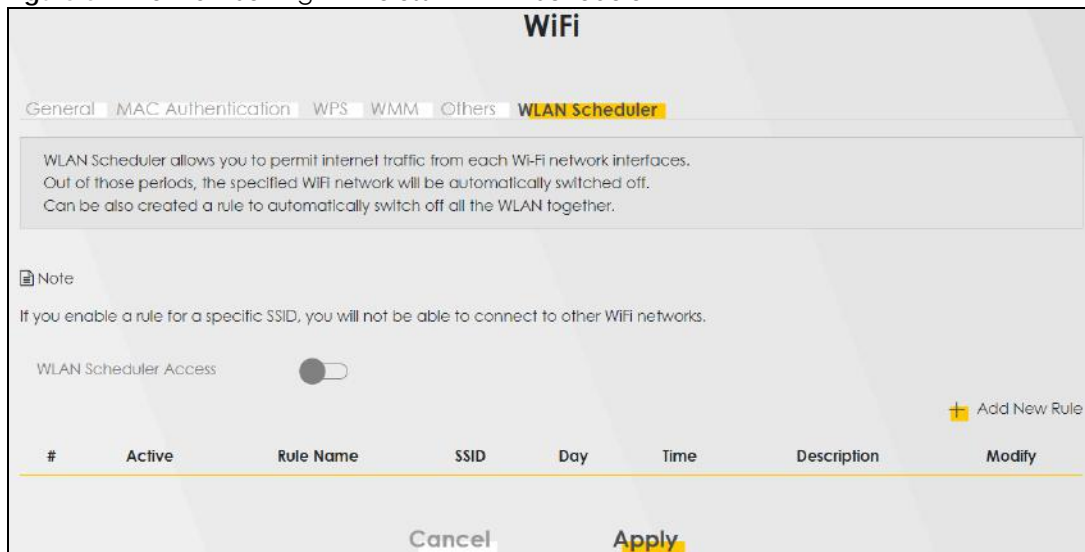 WiFi
General MAC Authentication WPS WMM Others WLAN Scheduler
WLAN Scheduler allows you to permit internet traffic from each Wi-Fi network interfaces.
Out of those periods, the specified WiFi network will be automatically switched off.
Can be also created a rule to automatically switch off all the WLAN together.
Note
If you enable a rule for a specific SSID, you will not be able to connect to other WiFi networks.
WLAN Scheduler Access
+ Add New Rule
# Active Rule Name SSID Day Time Description Modify
Cancel Apply